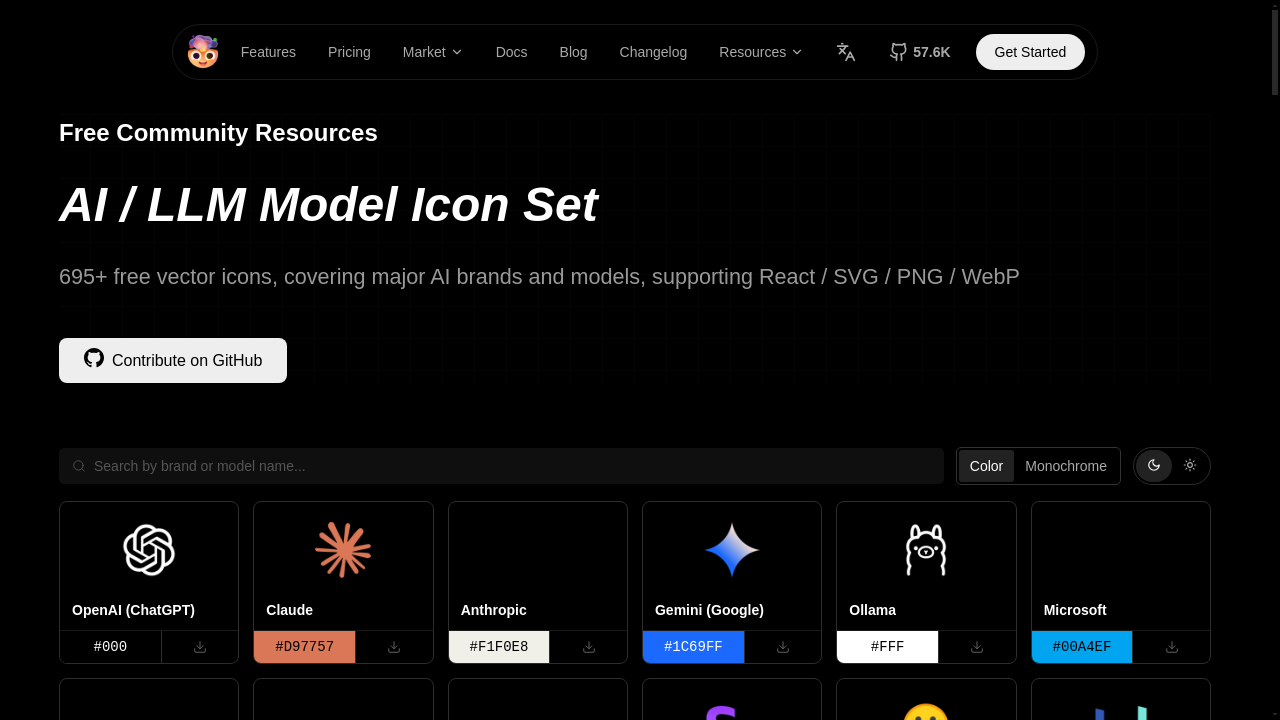 Features
Pricing
Market
Docs
Blog
Changelog
Resources
57.6K
Get Started
Free Community Resources
AI / LLM Model Icon Set
695+ free vector icons, covering major AI brands and models, supporting React / SVG / PNG / WebP
Contribute on GitHub
Search by brand or model name...
Color
Monochrome
OpenAI (ChatGPT)
Claude
Anthropic
Gemini (Google)
Ollama
Microsoft
#000
#D97757
#F1F0E8
#1C69FF
#FFF
#00A4EF